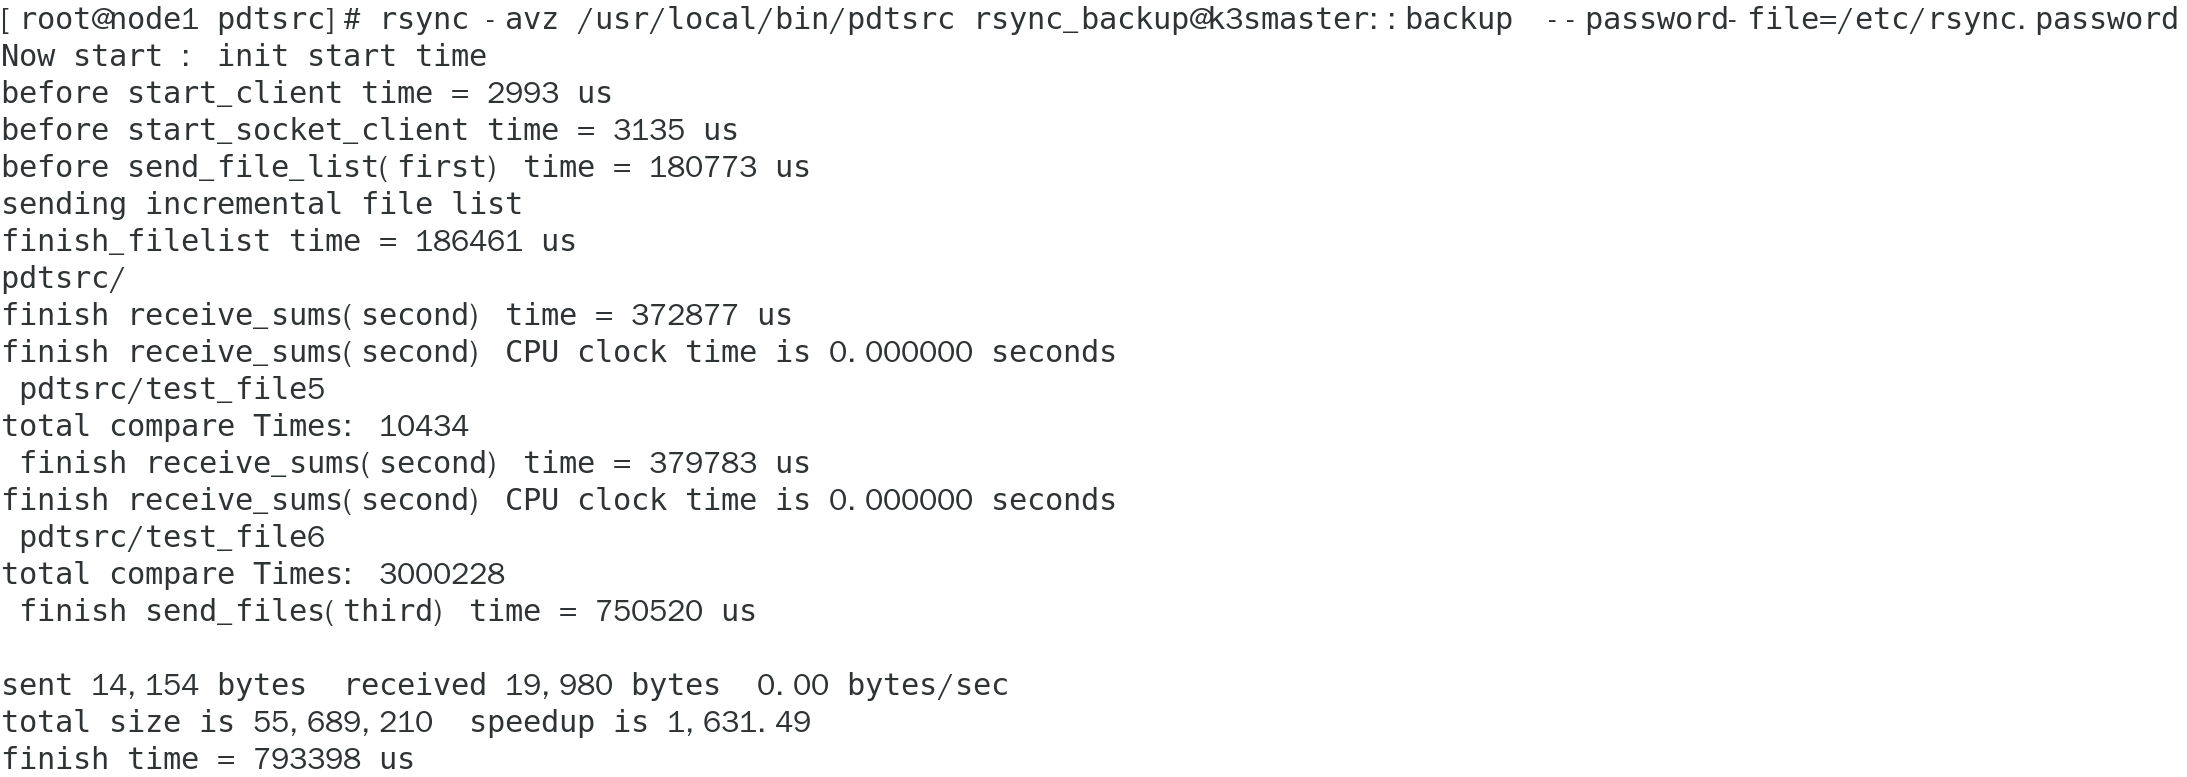 [root@node1 pdtsrc]# rsync -avz /usr/local/bin/pdtsrc rsync_backup@k3smaster::backup  --password-file=/etc/rsync.password
Now start : init start time
before start_client time = 2993 us
before start_socket_client time = 3135 us
before send_file_list(first) time = 180773 us
sending incremental file list
finish_filelist time = 186461 us
pdtsrc/
finish receive_sums(second) time = 372877 us
finish receive_sums(second) CPU clock time is 0.000000 seconds
 pdtsrc/test_file5
total compare Times: 10434
 finish receive_sums(second) time = 379783 us
finish receive_sums(second) CPU clock time is 0.000000 seconds
 pdtsrc/test_file6
total compare Times: 3000228
 finish send_files(third) time = 750520 us

sent 14,154 bytes  received 19,980 bytes  0.00 bytes/sec
total size is 55,689,210  speedup is 1,631.49
finish time = 793398 us